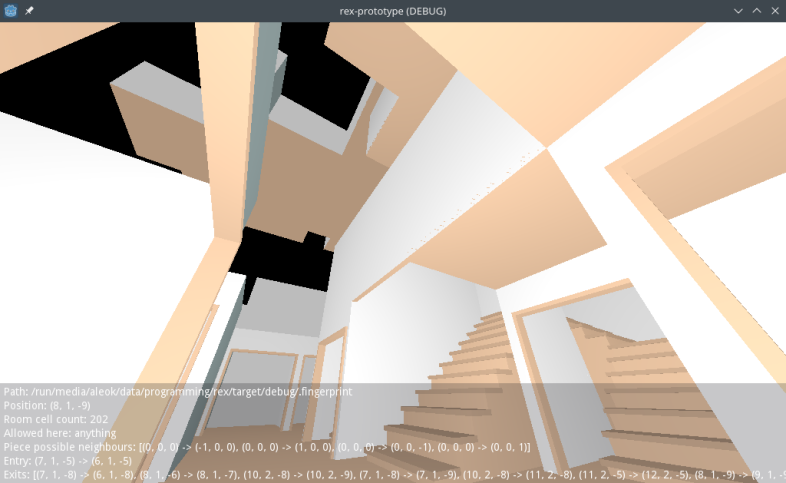 rex-prototype (DEBUG)
Path: /run/media/aleok/data/programming/rex/target/debug/.fingerprint
Position: (8, 1, -9)
Room cell count: 202
Allowed here: anything
Piece possible neighbours: [(0, 0, 0) -> (-1, 0, 0), (0, 0, 0) -> (1, 0, 0), (0, 0, 0) -> (0, 0, -1), (0, 0, 0) -> (0, 0, 1)]
Entry: (7, 1, -5) -> (6, 1, -5)
Exits: [(7, 1, -8) -> (6, 1, -8), (9, 1, -6) -> (8, 1, -7), (10, 2, -8) -> (10, 2, -9), (7, 1, -8) -> (7, 1, -9), (10, 2, -8) -> (11, 2, -8), (11, 2, -5) -> (12, 2, -5), (8, 1, -9) -> (9, 1, -9